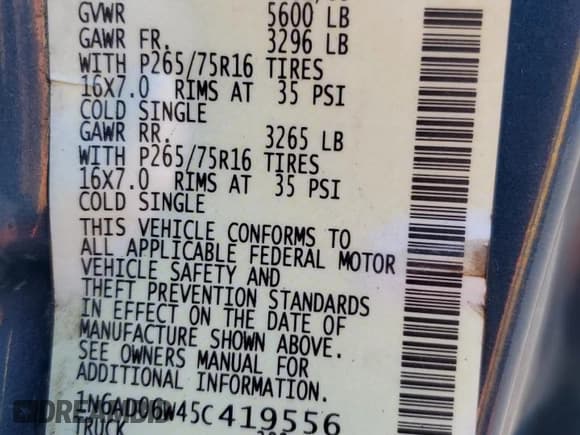 GVWR 5600 LB
GAWR FR. 3296 LB
WITH P265/75R16 TIRES
16X7.0 RIMS AT 35 PSI
COLD SINGLE
GAWR RR. 3265 LB
WITH P265/75R16 TIRES
16X7.0 RIMS AT 35 PSI
COLD SINGLE
THIS VEHICLE CONFORMS TO
ALL APPLICABLE FEDERAL MOTOR
VEHICLE SAFETY AND
THEFT PREVENTION STANDARDS
IN EFFECT ON THE DATE OF
MANUFACTURE SHOWN ABOVE.
SEE OWNERS MANUAL FOR
ADDITIONAL INFORMATION.
1N6AD06W45C419556
TRUCK
DREAMBID